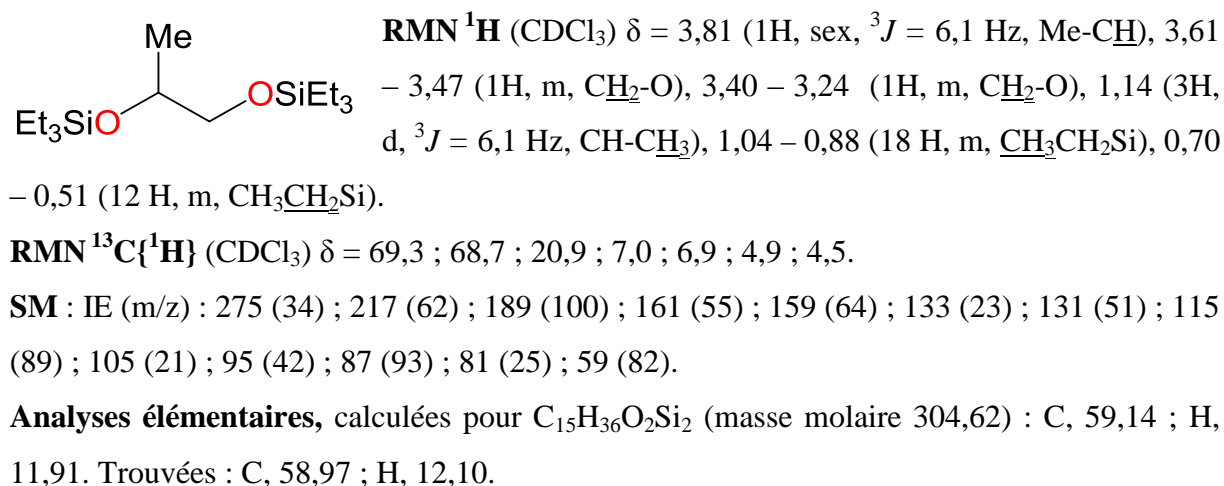 Me
OSiEt₃
Et₃SiO
RMN ¹H (CDCl₃) δ = 3,81 (1H, sex, ³J = 6,1 Hz, Me-CH), 3,61
– 3,47 (1H, m, CH₂-O), 3,40 – 3,24 (1H, m, CH₂-O), 1,14 (3H,
d, ³J = 6,1 Hz, CH-CH₃), 1,04 – 0,88 (18 H, m, CH₃CH₂Si), 0,70
– 0,51 (12 H, m, CH₃CH₂Si).
RMN ¹³C{¹H} (CDCl₃) δ = 69,3 ; 68,7 ; 20,9 ; 7,0 ; 6,9 ; 4,9 ; 4,5.
SM : IE (m/z) : 275 (34) ; 217 (62) ; 189 (100) ; 161 (55) ; 159 (64) ; 133 (23) ; 131 (51) ; 115
(89) ; 105 (21) ; 95 (42) ; 87 (93) ; 81 (25) ; 59 (82).
Analyses élémentaires, calculées pour C₁₅H₃₆O₂Si₂ (masse molaire 304,62) : C, 59,14 ; H,
11,91. Trouvées : C, 58,97 ; H, 12,10.